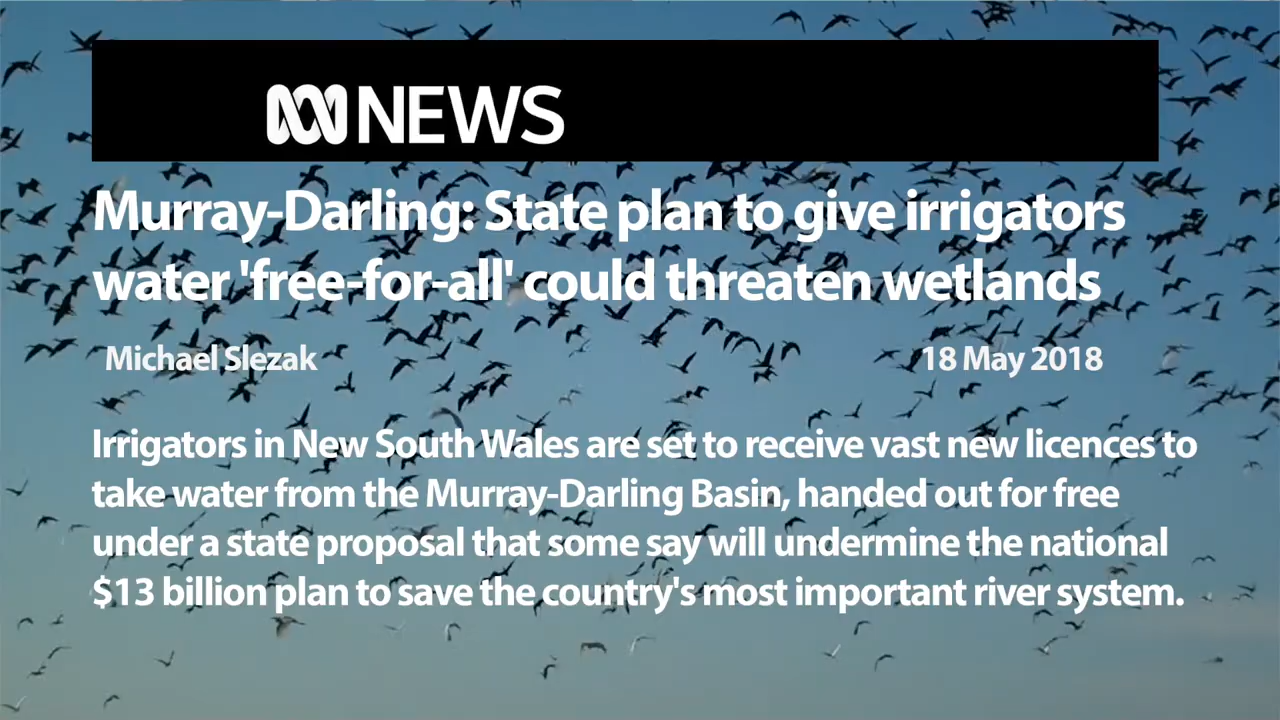 NEWS
Murray-Darling: State plan to give irrigators
water 'free-for-all' could threaten wetlands
Michael Slezak
18 May 2018
Irrigators in New South Wales are set to receive vast new licences to
take water from the Murray-Darling Basin, handed out for free
under a state proposal that some say will undermine the national
$13 billion plan to save the country's most important river system.